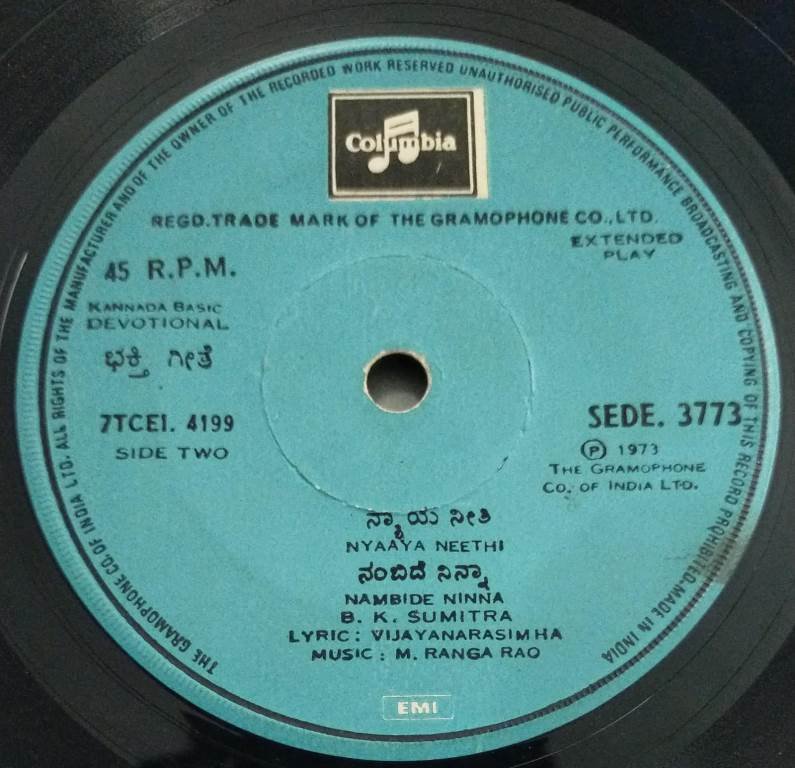 THE GRAMOPHONE CO. OF INDIA LTD. ALL RIGHTS OF THE MANUFACTURER AND OF THE OWNER OF THE RECORDED WORK RESERVED UNAUTHORISED PUBLIC PERFORMANCE BROADCASTING AND COPYING OF THIS RECORD PROHIBITED. MADE IN INDIA
Columbia
REGD. TRADE MARK OF THE GRAMOPHONE CO., LTD.
EXTENDED
PLAY
45 R.P.M.
KANNADA BASIC
DEVOTIONAL
ಭಕ್ತಿ ಗೀತೆ
7TCEI. 4199
SIDE TWO
SEDE. 3773
Ⓟ 1973
THE GRAMOPHONE
CO. OF INDIA LTD.
ನ್ಯಾಯ ನೀತಿ
NYAAYA NEETHI
ನಂಬಿದೆ ನಿನ್ನಾ
NAMBIDE NINNA
B. K. SUMITRA
LYRIC: VIJAYANARASIMHA
MUSIC: M. RANGA RAO
EMI